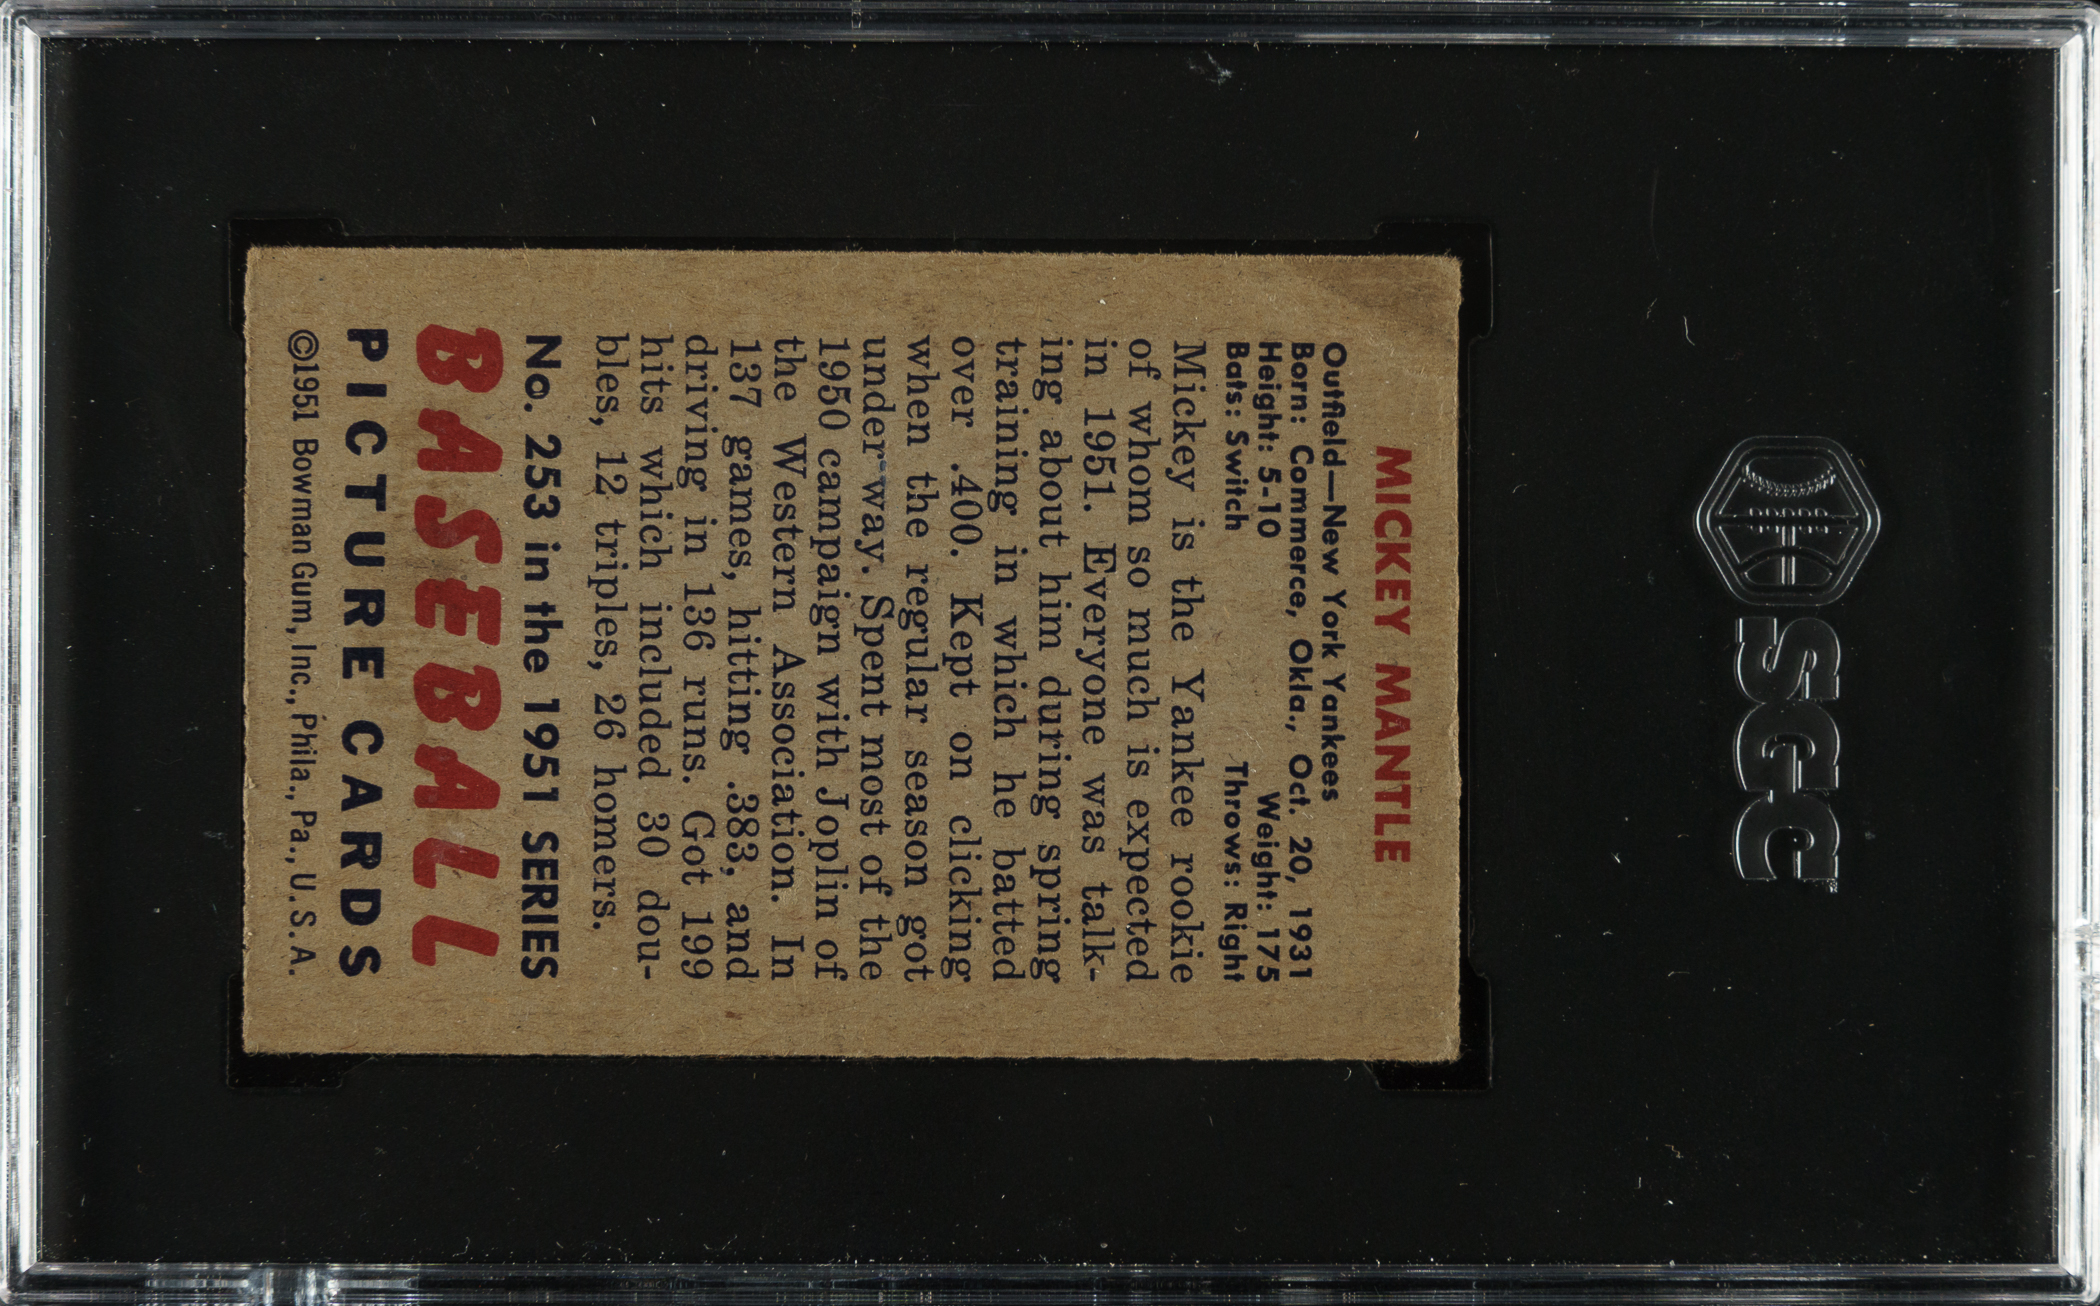 MICKEY MANTLE
Outfield—New York Yankees
Born: Commerce, Okla., Oct. 20, 1931
Height: 5-10 Weight: 175
Bats: Switch Throws: Right
Mickey is the Yankee rookie
of whom so much is expected
in 1951. Everyone was talk-
ing about him during spring
training in which he batted
over .400. Kept on clicking
when the regular season got
under way. Spent most of the
1950 campaign with Joplin of
the Western Association. In
137 games, hitting .383, and
driving in 136 runs. Got 199
hits which included 30 dou-
bles, 12 triples, 26 homers.
No. 253 in the 1951 SERIES
BASEBALL
PICTURE CARDS
©1951 Bowman Gum, Inc., Phila., Pa., U.S.A.
SGC